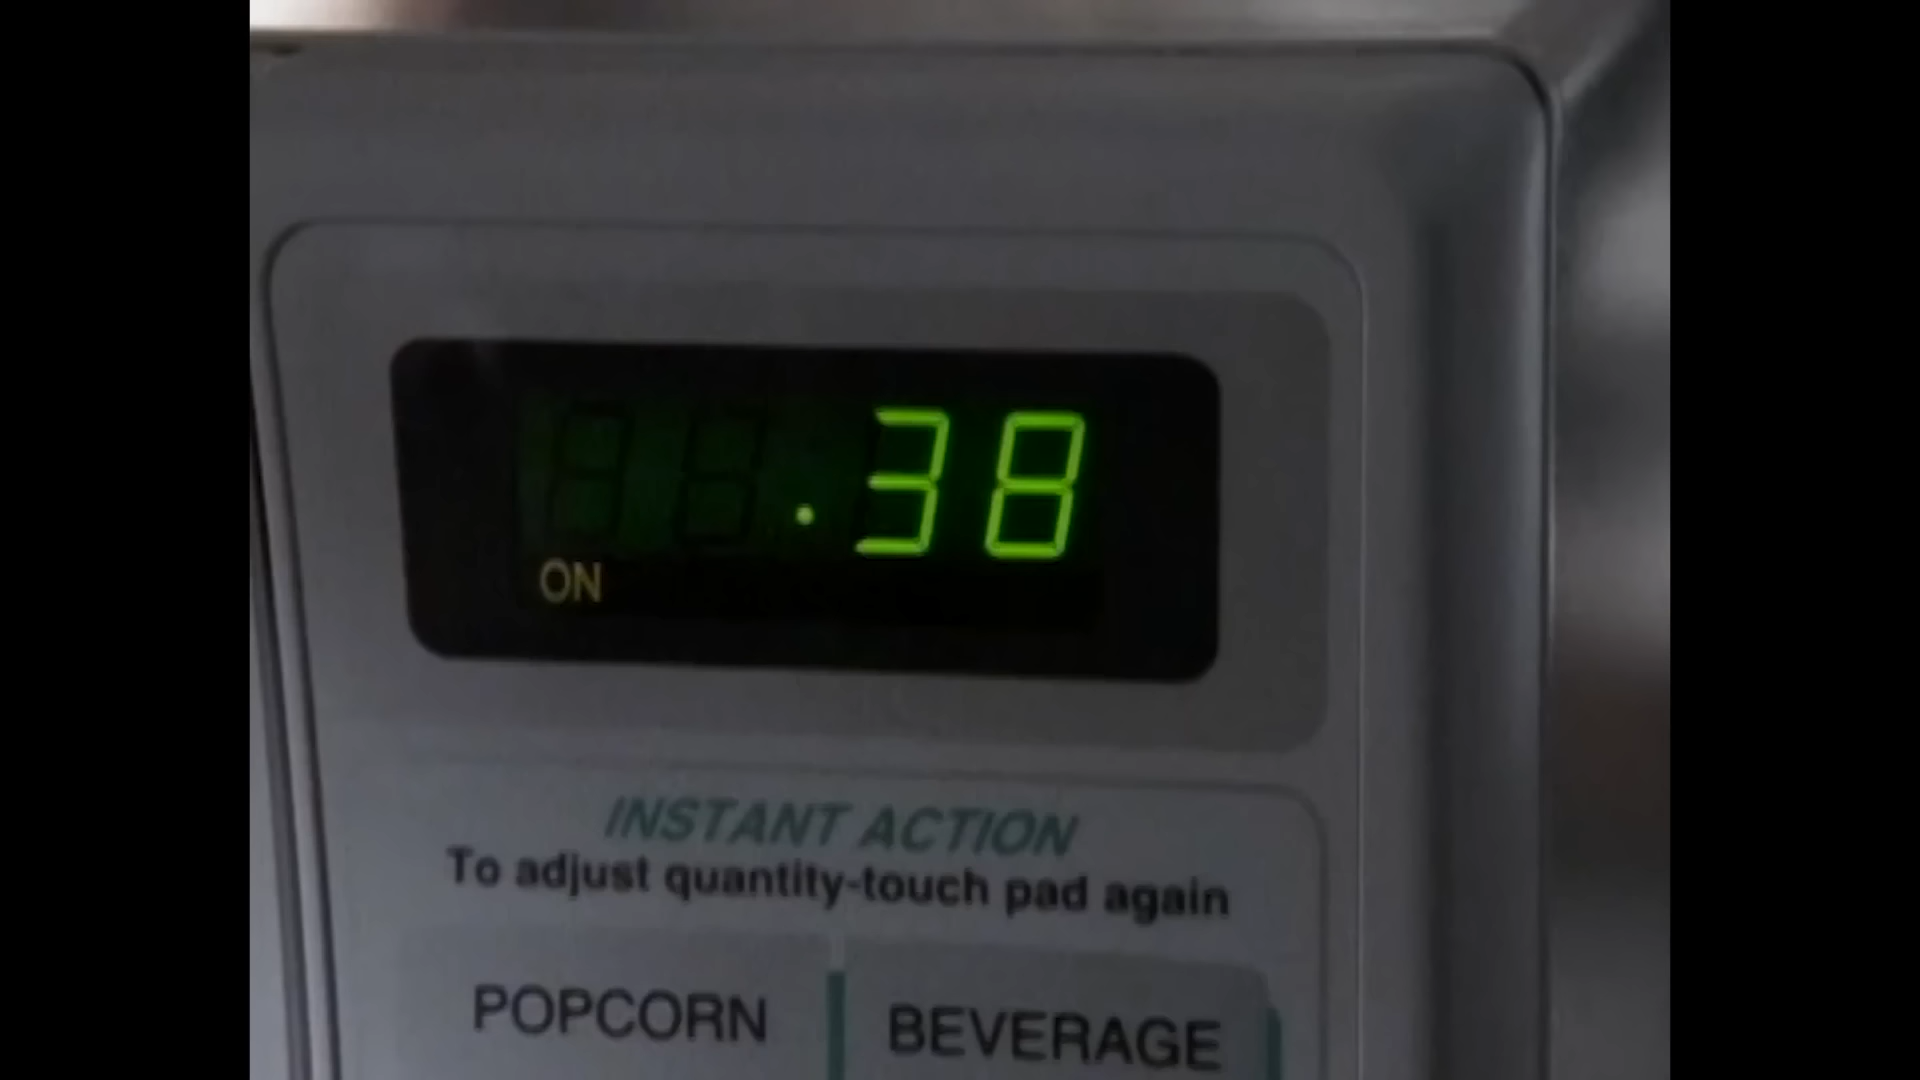 .38
ON
INSTANT ACTION
To adjust quantity-touch pad again
POPCORN
BEVERAGE